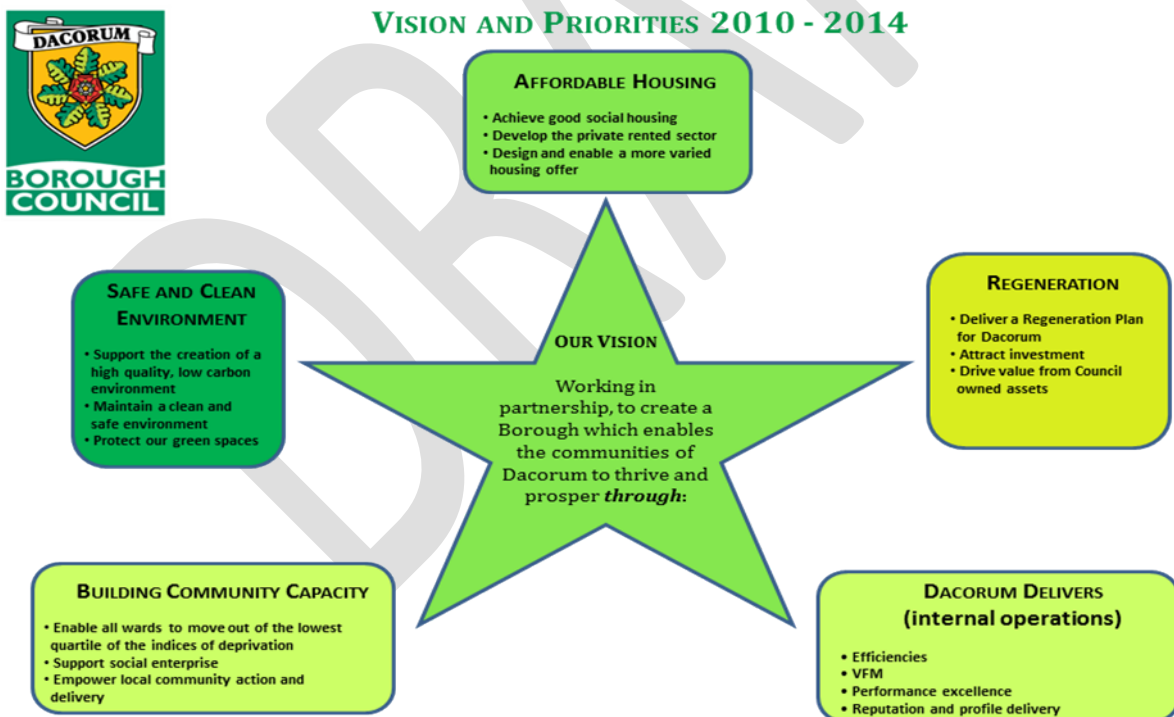 VISION AND PRIORITIES 2010 - 2014
DACORUM
BOROUGH
COUNCIL
AFFORDABLE HOUSING
• Achieve good social housing
• Develop the private rented sector
• Design and enable a more varied
housing offer
SAFE AND CLEAN
ENVIRONMENT
• Support the creation of a
high quality, low carbon
environment
• Maintain a clean and
safe environment
• Protect our green spaces
OUR VISION
Working in
partnership, to create a
Borough which enables
the communities of
Dacorum to thrive and
prosper through:
REGENERATION
• Deliver a Regeneration Plan
for Dacorum
• Attract investment
• Drive value from Council
owned assets
BUILDING COMMUNITY CAPACITY
• Enable all wards to move out of the lowest
quartile of the indices of deprivation
• Support social enterprise
• Empower local community action and
delivery
DACORUM DELIVERS
(internal operations)
• Efficiencies
• VFM
• Performance excellence
• Reputation and profile delivery